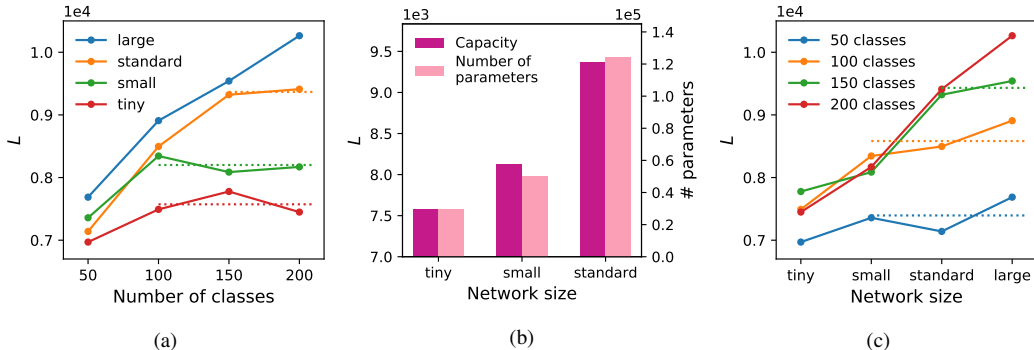 1e4
large
standard
small
tiny
L
1.0
0.9
0.8
0.7
50
100
150
200
Number of classes
(a)
1e3
1e5
Capacity
Number of
parameters
L
9.5
9.0
8.5
8.0
7.5
7.0
1.4
1.2
1.0
0.8
0.6
0.4
0.2
0.0
# parameters
tiny
small
standard
Network size
(b)
1e4
50 classes
100 classes
150 classes
200 classes
L
1.0
0.9
0.8
0.7
tiny
small
standard
large
Network size
(c)